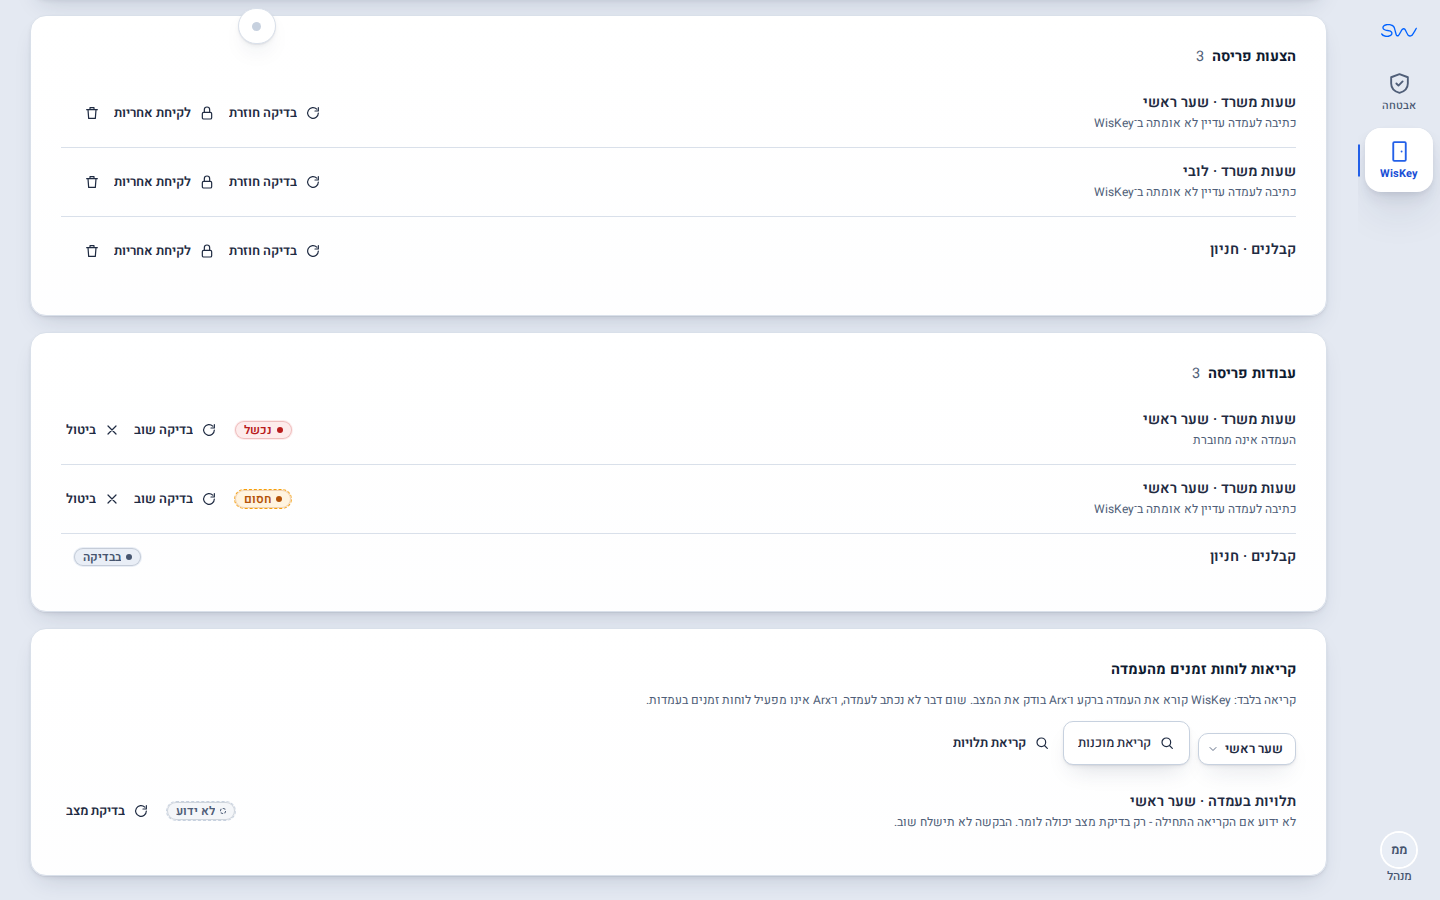 SW
אבטחה
WisKey
הצעות פריסה 3
שעות משרד · שער ראשי
כתיבה לעמדה עדיין לא אומתה ב־WisKey
בדיקה חוזרת
לקיחת אחריות
שעות משרד · לובי
כתיבה לעמדה עדיין לא אומתה ב־WisKey
בדיקה חוזרת
לקיחת אחריות
קבלנים · חניון
בדיקה חוזרת
לקיחת אחריות
עבודות פריסה 3
שעות משרד · שער ראשי
העמדה אינה מחוברת
נכשל
בדיקה שוב
ביטול
שעות משרד · שער ראשי
כתיבה לעמדה עדיין לא אומתה ב־WisKey
חסום
בדיקה שוב
ביטול
קבלנים · חניון
בבדיקה
קריאות לוחות זמנים מהעמדה
קריאה בלבד: WisKey קורא את העמדה ברקע ו־Arx בודק את המצב. שום דבר לא נכתב לעמדה, ו־Arx אינו מפעיל לוחות זמנים בעמדות.
שער ראשי
קריאת מוכנות
קריאת תלויות
תלויות בעמדה · שער ראשי
לא ידוע אם הקריאה התחילה - רק בדיקת מצב יכולה לומר. הבקשה לא תישלח שוב.
לא ידוע
בדיקת מצב
ממ
מנהל